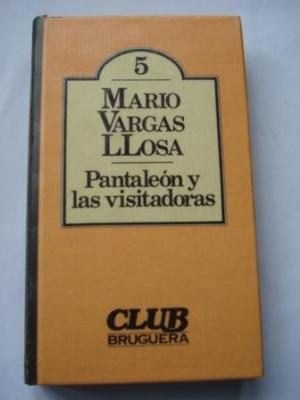 5
MARIO
VARGAS
LLOSA
Pantaleón y
las visitadoras
CLUB
BRUGUERA